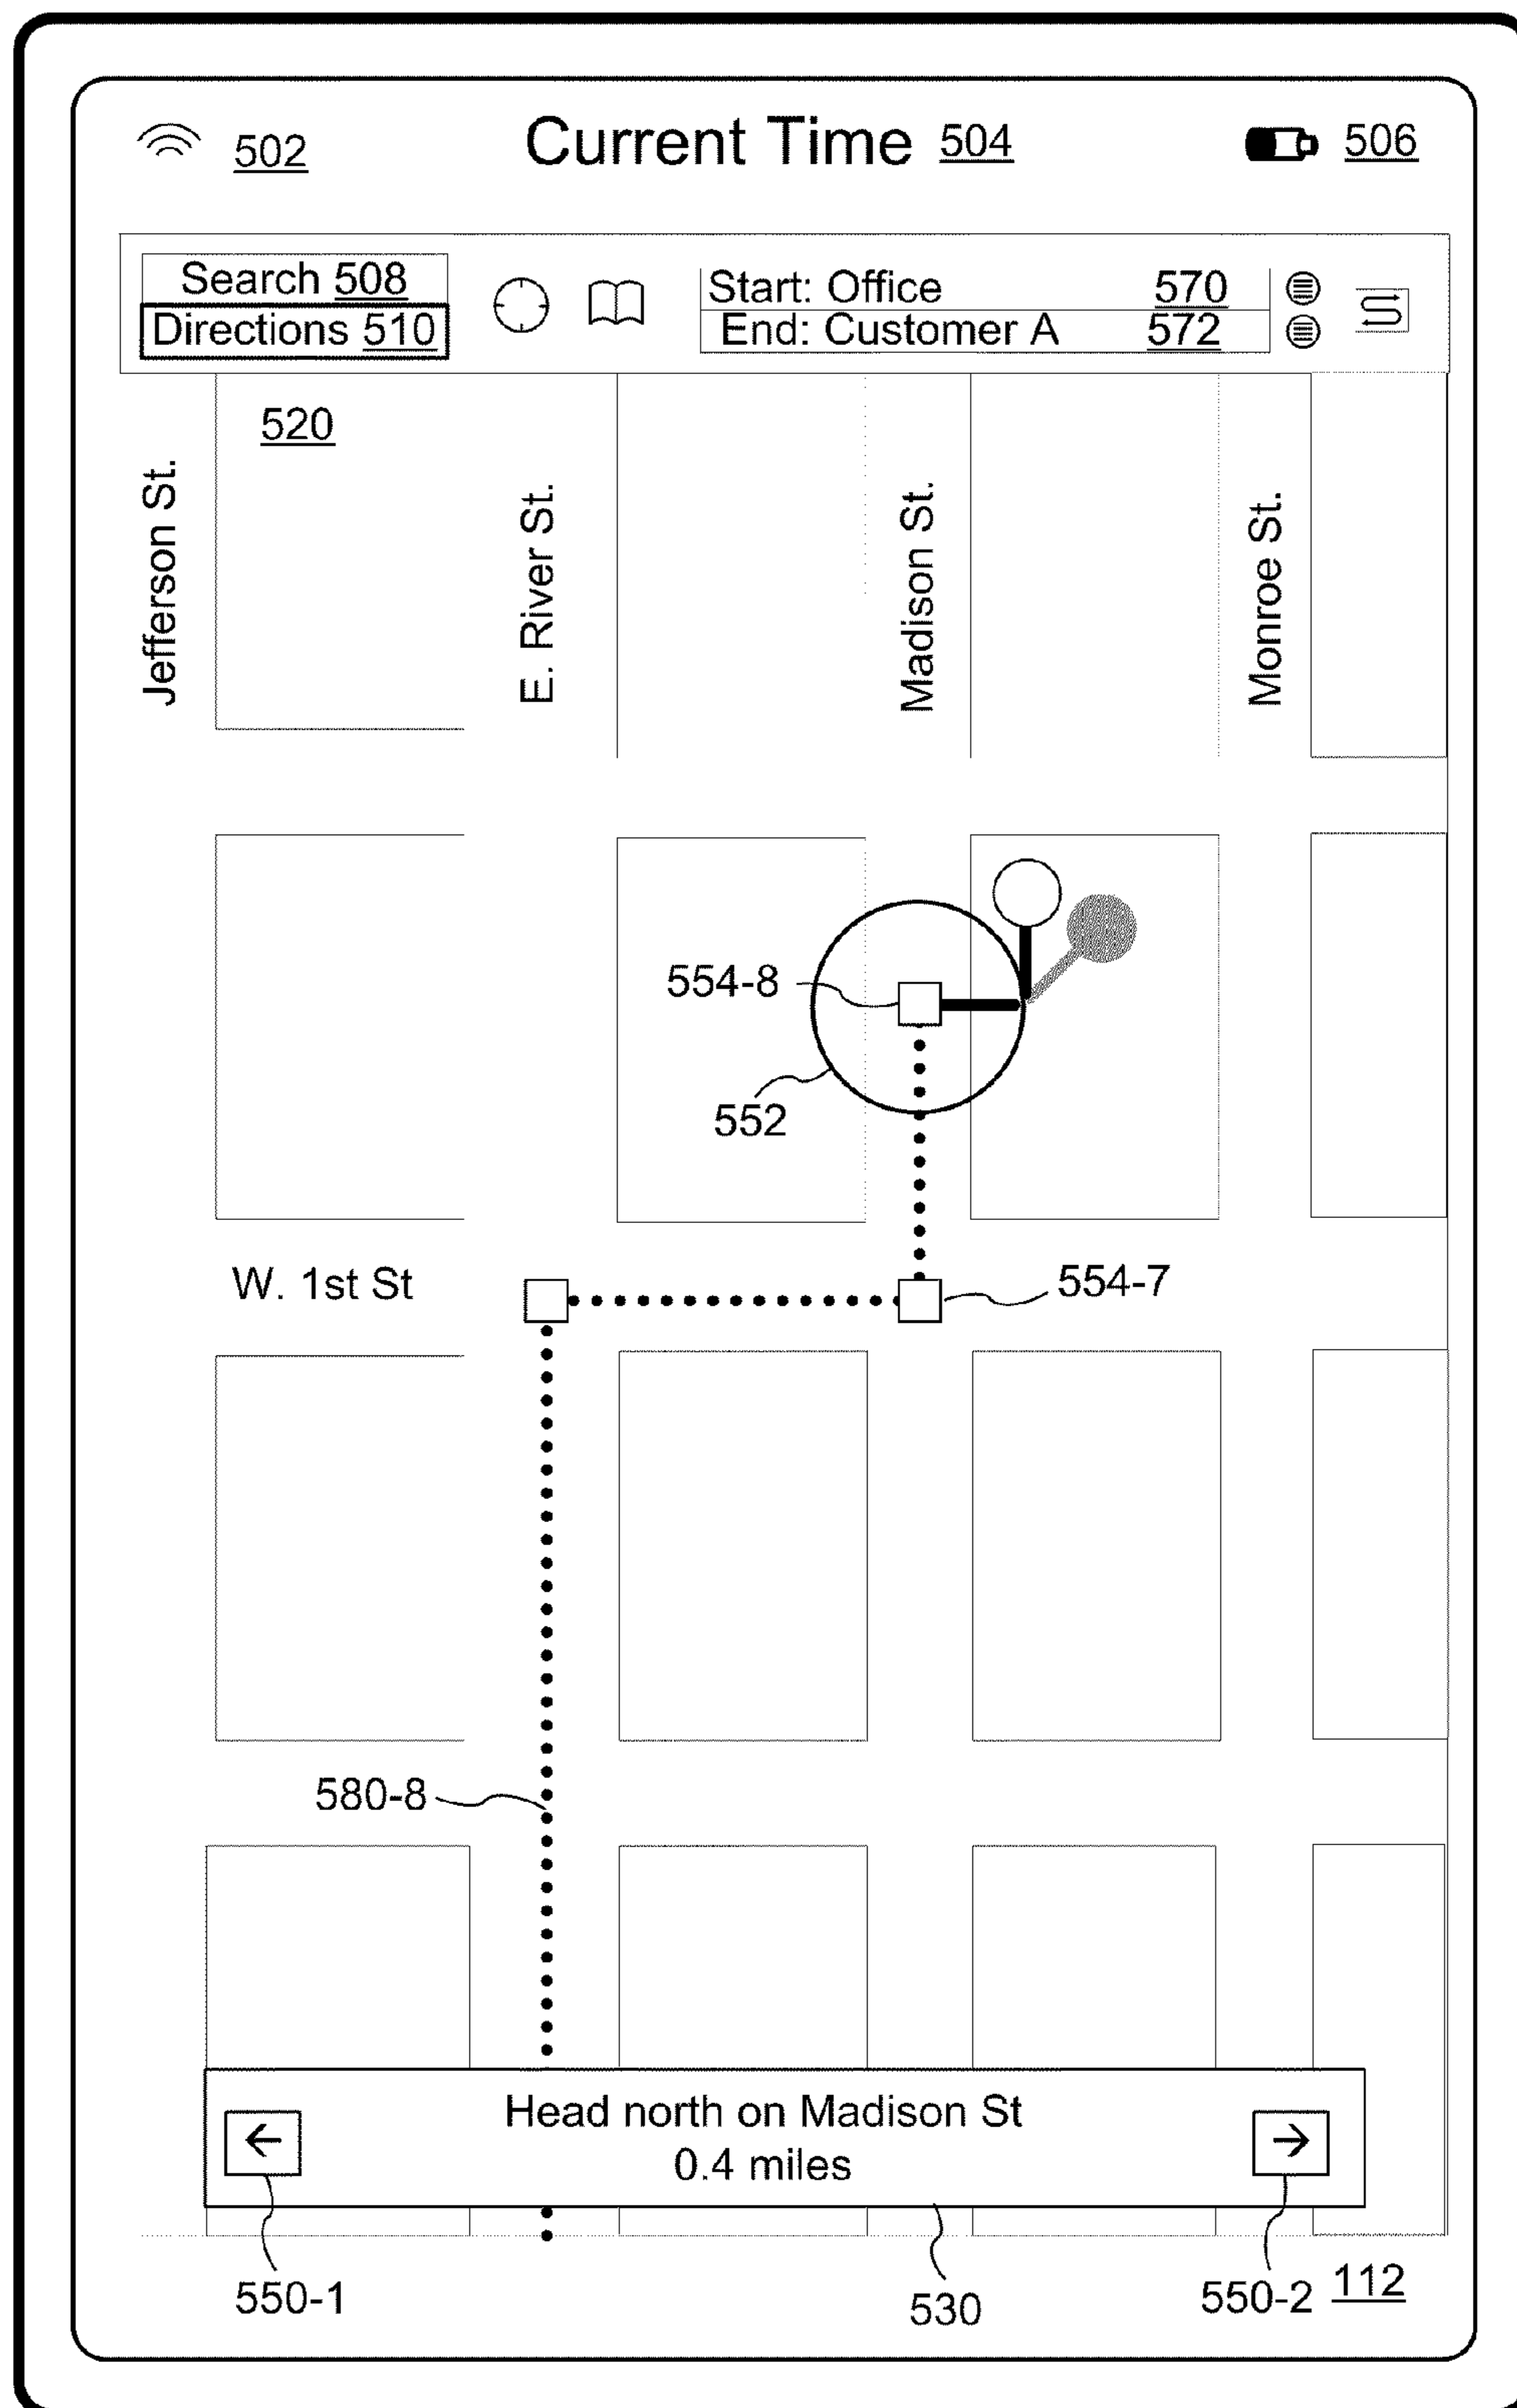 502
Current Time 504
506
Search 508
Directions 510
Start: Office 570
End: Customer A 572
520
Jefferson St.
E. River St.
Madison St.
Monroe St.
554-8
552
W. 1st St
554-7
580-8
Head north on Madison St
0.4 miles
550-1
530
550-2
112